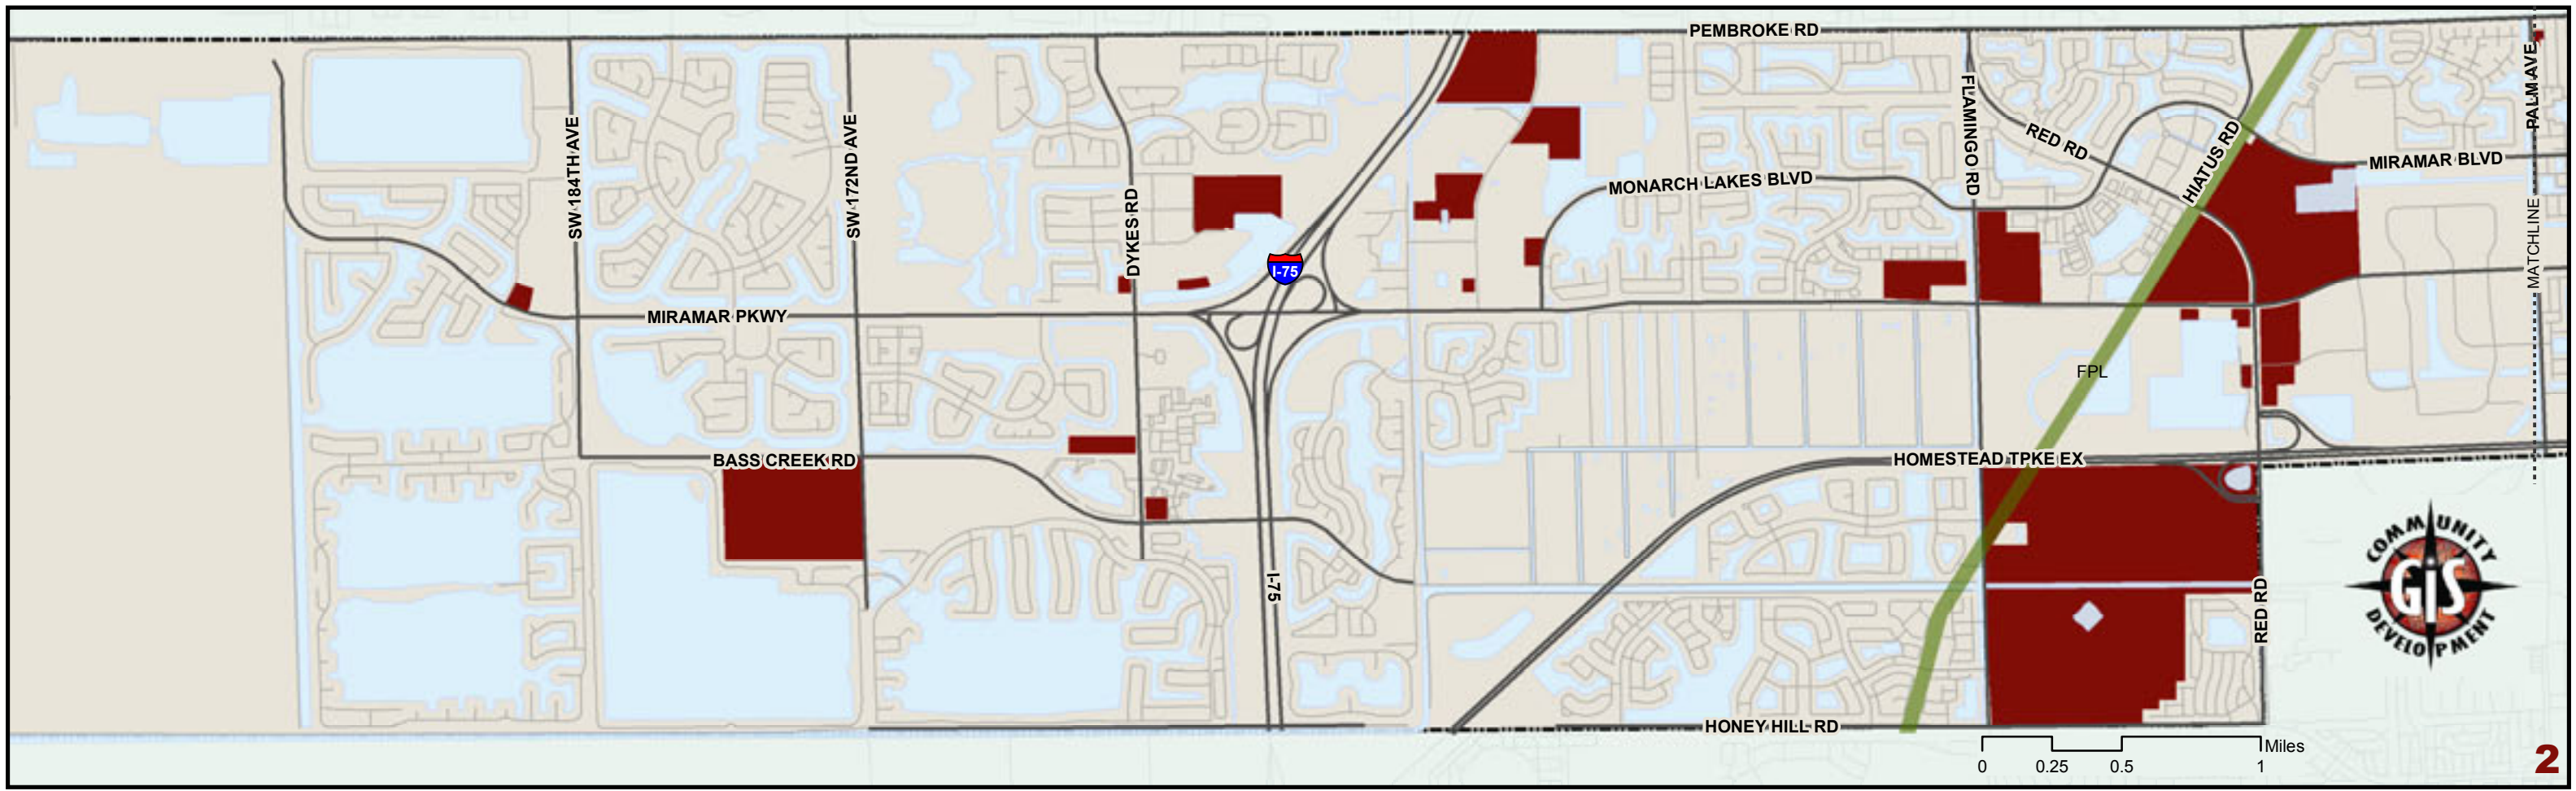 PEMBROKE RD
PALM AVE
FLAMINGO RD
RED RD
HIATUS RD
MIRAMAR BLVD
SW 184TH AVE
SW 172ND AVE
DYKES RD
MONARCH LAKES BLVD
MATCHLINE
I-75
MIRAMAR PKWY
FPL
BASS CREEK RD
HOMESTEAD TPKE EX
I-75
RED RD
COMMUNITY
GIS
DEVELOPMENT
HONEY HILL RD
Miles
0 0.25 0.5 1
2